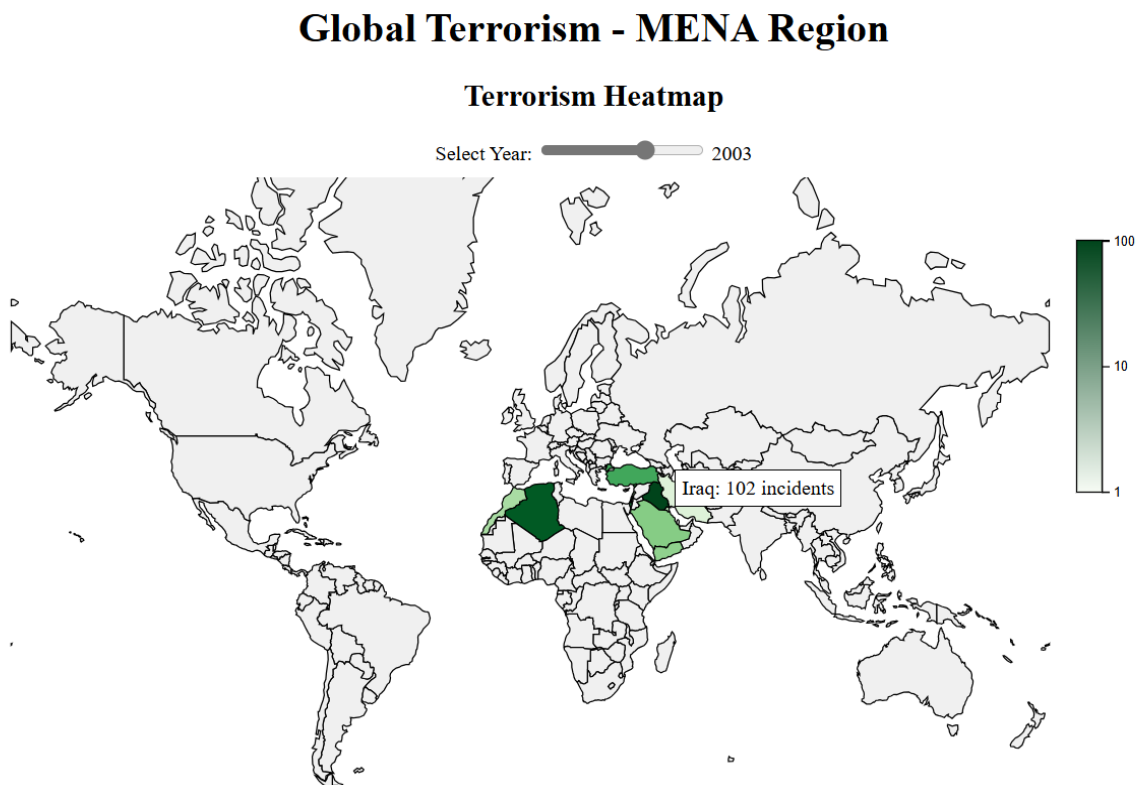 Global Terrorism - MENA Region
Terrorism Heatmap
Select Year: 2003
100
10
Iraq: 102 incidents
1